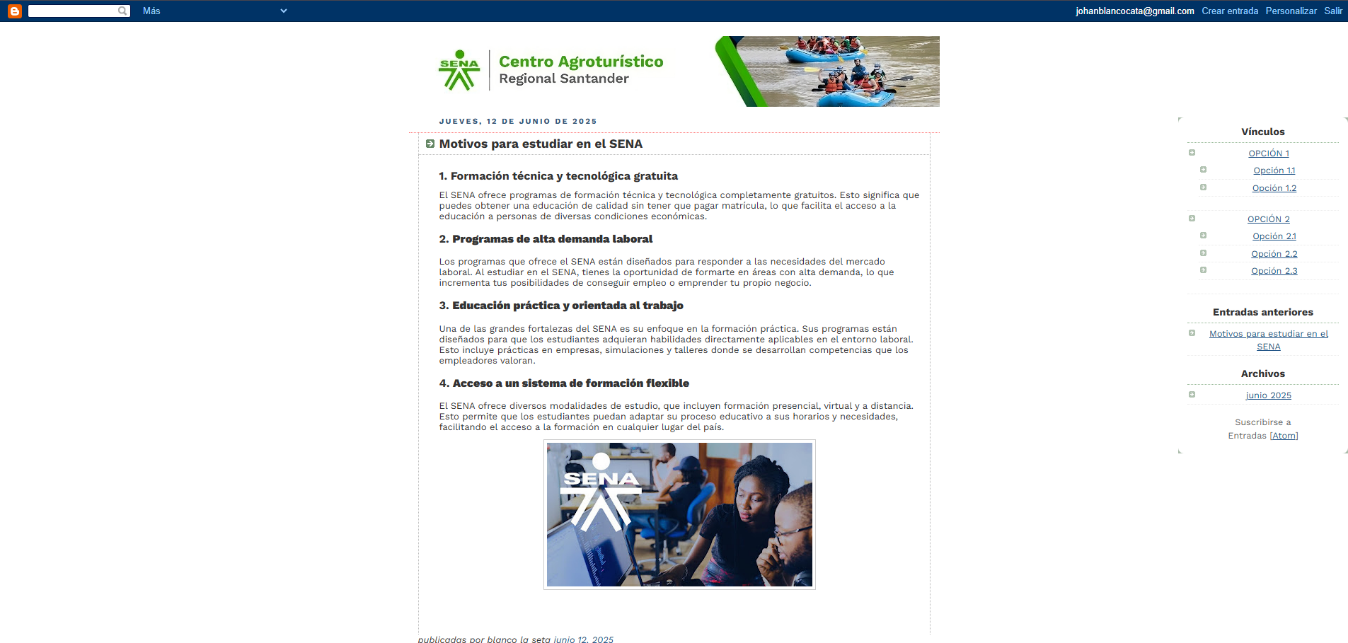 Más
johanblancocata@gmail.com Crear entrada Personalizar Salir
SENA
Centro Agroturístico
Regional Santander
JUEVES, 12 DE JUNIO DE 2025
Motivos para estudiar en el SENA
1. Formación técnica y tecnológica gratuita
El SENA ofrece programas de formación técnica y tecnológica completamente gratuitos. Esto significa que
puedes obtener una educación de calidad sin tener que pagar matrícula, lo que facilita el acceso a la
educación a personas de diversas condiciones económicas.
2. Programas de alta demanda laboral
Los programas que ofrece el SENA están diseñados para responder a las necesidades del mercado
laboral. Al estudiar en el SENA, tienes la oportunidad de formarte en áreas con alta demanda, lo que
incrementa tus posibilidades de conseguir empleo o emprender tu propio negocio.
3. Educación práctica y orientada al trabajo
Una de las grandes fortalezas del SENA es su enfoque en la formación práctica. Sus programas están
diseñados para que los estudiantes adquieran habilidades directamente aplicables en el entorno laboral.
Esto incluye prácticas en empresas, simulaciones y talleres donde se desarrollan competencias que los
empleadores valoran.
4. Acceso a un sistema de formación flexible
El SENA ofrece diversos modalidades de estudio, que incluyen formación presencial, virtual y a distancia.
Esto permite que los estudiantes puedan adaptar su proceso educativo a sus horarios y necesidades,
facilitando el acceso a la formación en cualquier lugar del país.
SENA
publicadas por blanco la seta junio 12, 2025
Vínculos
OPCIÓN 1
Opción 1.1
Opción 1.2
OPCIÓN 2
Opción 2.1
Opción 2.2
Opción 2.3
Entradas anteriores
Motivos para estudiar en el
SENA
Archivos
junio 2025
Suscribirse a
Entradas [Atom]